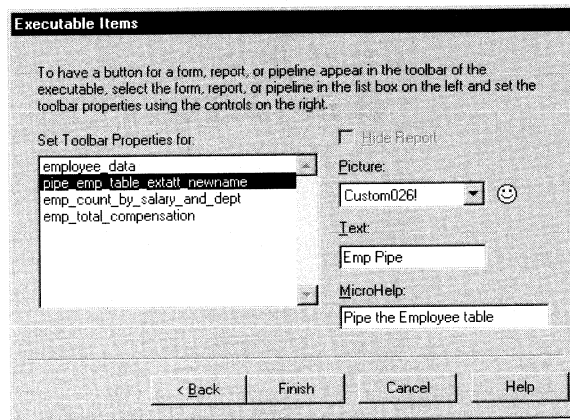 Executable Items
To have a button for a form, report, or pipeline appear in the toolbar of the
executable, select the form, report, or pipeline in the list box on the left and set the
toolbar properties using the controls on the right.
Set Toolbar Properties for:
employee_data
pipe_emp_table_extatt_newname
emp_count_by_salary_and_dept
emp_total_compensation
Hide Report
Picture:
Custom026!
Text:
Emp Pipe
MicroHelp:
Pipe the Employee table
< Back
Finish
Cancel
Help